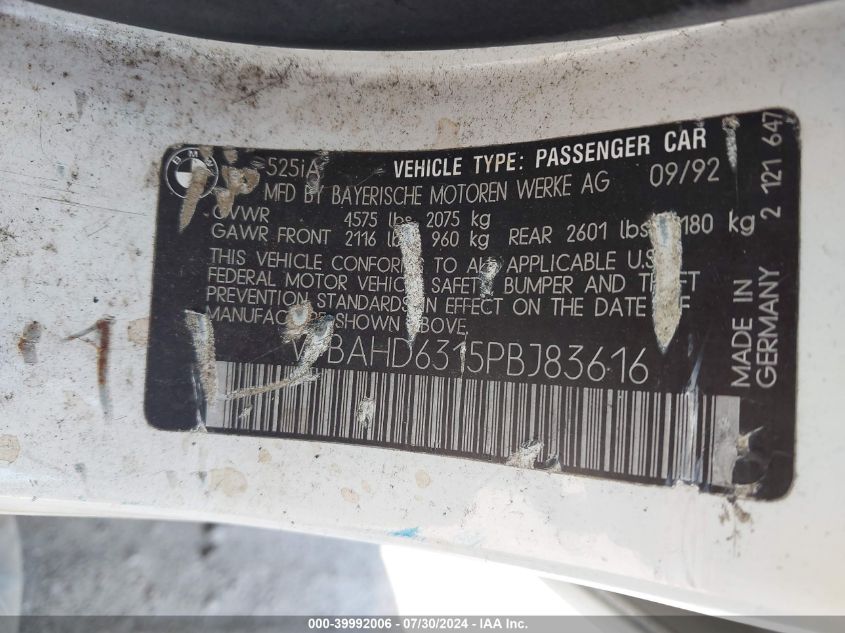 BMW
525iA VEHICLE TYPE: PASSENGER CAR
MFD BY BAYERISCHE MOTOREN WERKE AG 09/92
GVWR 4575 lbs 2075 kg
GAWR FRONT 2116 lbs 960 kg REAR 2601 lbs 1180 kg
THIS VEHICLE CONFORMS TO ALL APPLICABLE U.S.
FEDERAL MOTOR VEHICLE SAFETY, BUMPER AND THEFT
PREVENTION STANDARDS IN EFFECT ON THE DATE OF
MANUFACTURE SHOWN ABOVE.
WBAHD6315PBJ83616
MADE IN
GERMANY
2 121 647
000-39992006 - 07/30/2024 - IAA Inc.